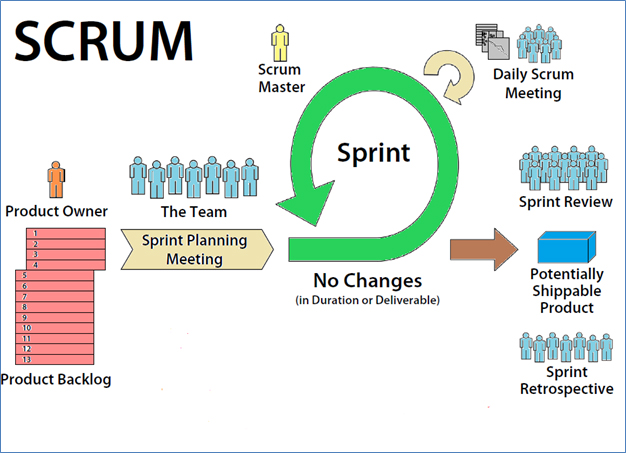 SCRUM
Scrum
Master
Daily Scrum
Meeting
Sprint
Product Owner
The Team
Sprint Review
Sprint Planning
Meeting
1
2
3
4
5
6
7
8
9
10
11
12
13
Product Backlog
No Changes
(in Duration or Deliverable)
Potentially
Shippable
Product
Sprint
Retrospective